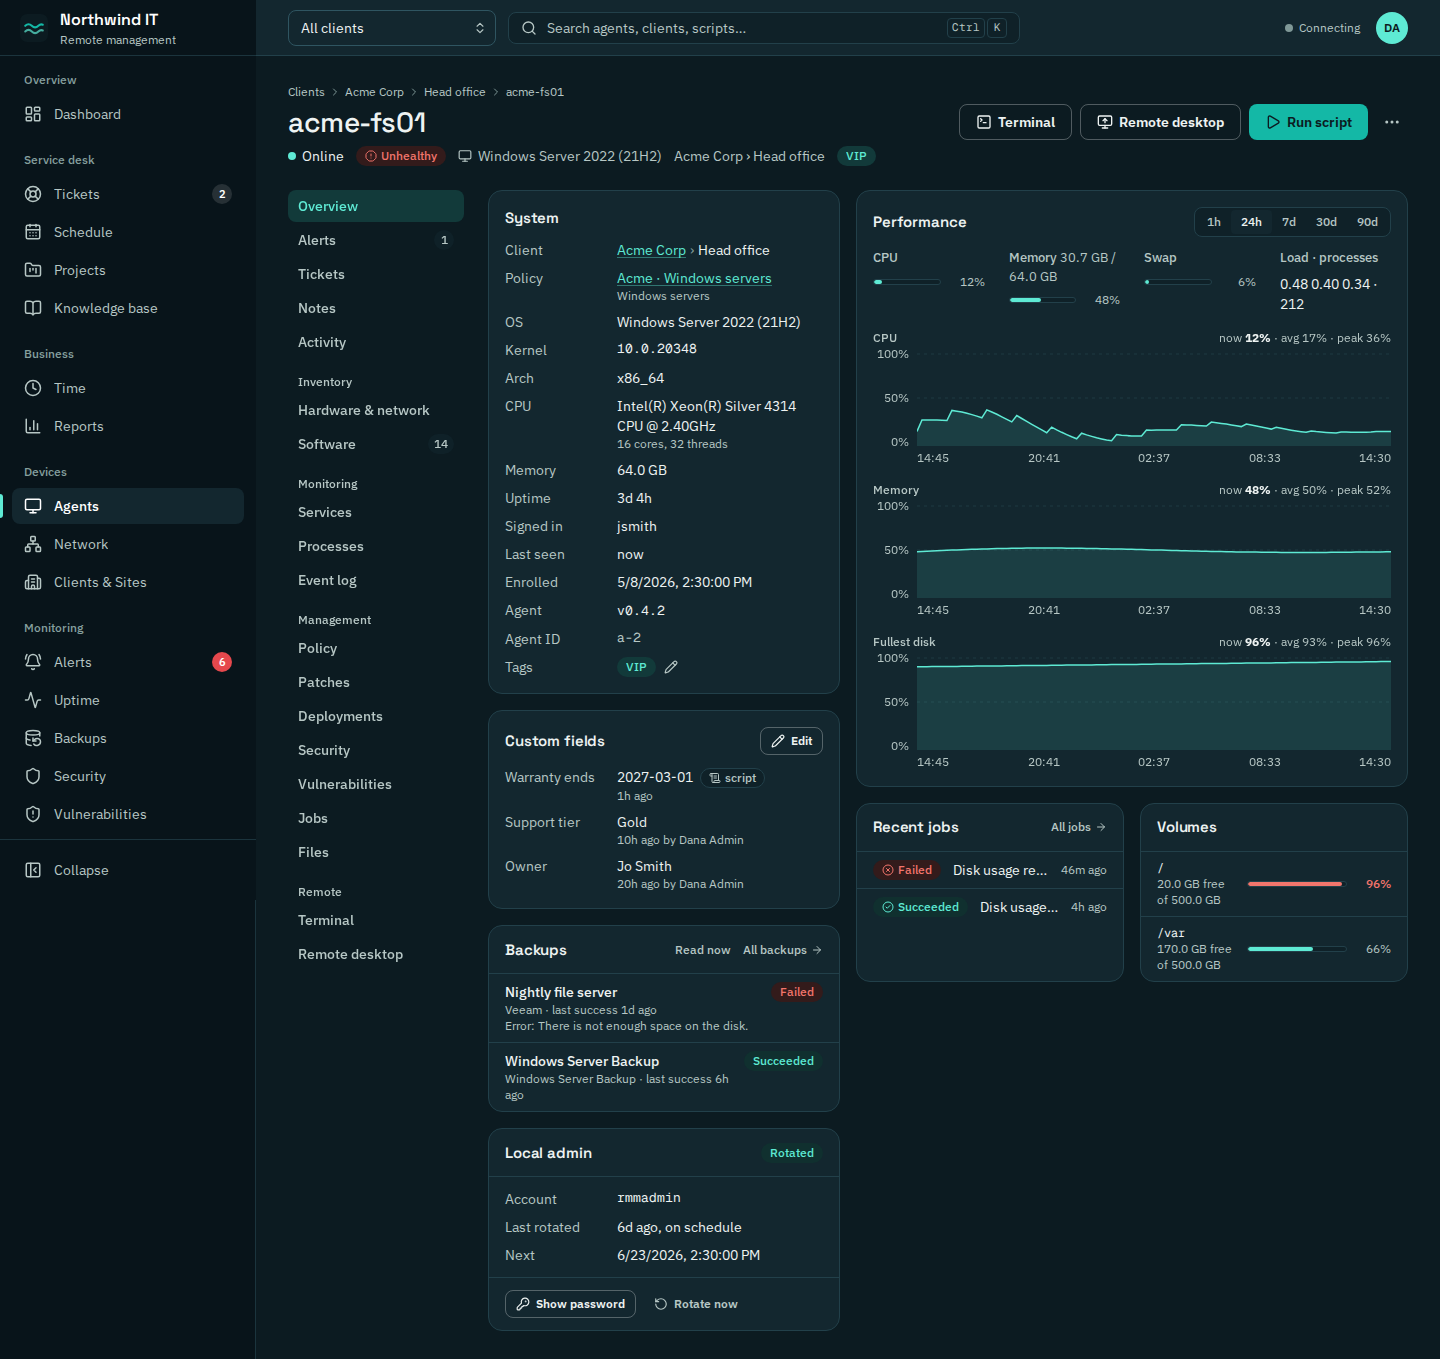 Northwind IT
Remote management
All clients
Search agents, clients, scripts...
Ctrl K
Connecting
DA
Overview
Dashboard
Service desk
Tickets 2
Schedule
Projects
Knowledge base
Business
Time
Reports
Devices
Agents
Network
Clients & Sites
Monitoring
Alerts 6
Uptime
Backups
Security
Vulnerabilities
Collapse
Clients > Acme Corp > Head office > acme-fs01
acme-fs01
Terminal
Remote desktop
Run script
Online Unhealthy Windows Server 2022 (21H2) Acme Corp › Head office VIP
Overview
Alerts 1
Tickets
Notes
Activity
Inventory
Hardware & network
Software 14
Monitoring
Services
Processes
Event log
Management
Policy
Patches
Deployments
Security
Vulnerabilities
Jobs
Files
Remote
Terminal
Remote desktop
System
Client Acme Corp › Head office
Policy Acme · Windows servers
Windows servers
OS Windows Server 2022 (21H2)
Kernel 10.0.20348
Arch x86_64
CPU Intel(R) Xeon(R) Silver 4314
CPU @ 2.40GHz
16 cores, 32 threads
Memory 64.0 GB
Uptime 3d 4h
Signed in jsmith
Last seen now
Enrolled 5/8/2026, 2:30:00 PM
Agent v0.4.2
Agent ID a-2
Tags VIP
Custom fields Edit
Warranty ends 2027-03-01 script
1h ago
Support tier Gold
10h ago by Dana Admin
Owner Jo Smith
20h ago by Dana Admin
Backups Read now All backups
Nightly file server Failed
Veeam · last success 1d ago
Error: There is not enough space on the disk.
Windows Server Backup Succeeded
Windows Server Backup · last success 6h
ago
Local admin Rotated
Account rmmadmin
Last rotated 6d ago, on schedule
Next 6/23/2026, 2:30:00 PM
Show password Rotate now
Performance 1h 24h 7d 30d 90d
CPU
12%
Memory 30.7 GB /
64.0 GB
48%
Swap
6%
Load · processes
0.48 0.40 0.34 ·
212
CPU now 12% · avg 17% · peak 36%
100%
50%
0%
14:45 20:41 02:37 08:33 14:30
Memory now 48% · avg 50% · peak 52%
100%
50%
0%
14:45 20:41 02:37 08:33 14:30
Fullest disk now 96% · avg 93% · peak 96%
100%
50%
0%
14:45 20:41 02:37 08:33 14:30
Recent jobs All jobs
Failed Disk usage re... 46m ago
Succeeded Disk usage... 4h ago
Volumes
/
20.0 GB free
of 500.0 GB
96%
/var
170.0 GB free
of 500.0 GB
66%